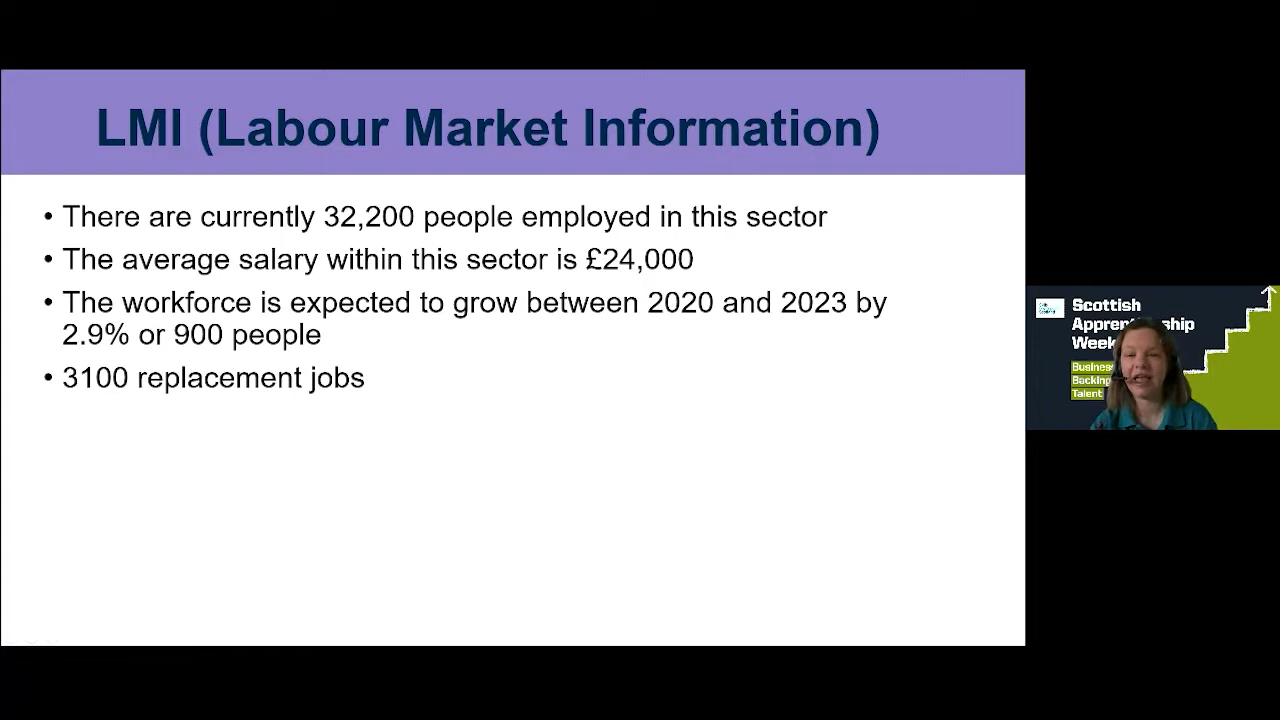 LMI (Labour Market Information)
• There are currently 32,200 people employed in this sector
• The average salary within this sector is £24,000
• The workforce is expected to grow between 2020 and 2023 by
2.9% or 900 people
• 3100 replacement jobs
Scottish
Week
Backing
Talent